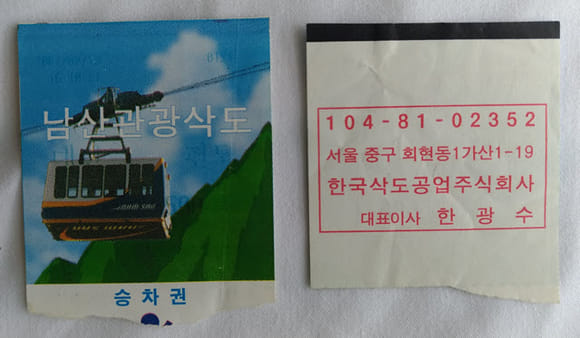 남산관광삭도
승차권
104-81-02352
서울 중구 회현동1가산1-19
한국삭도공업주식회사
대표이사 한 광 수